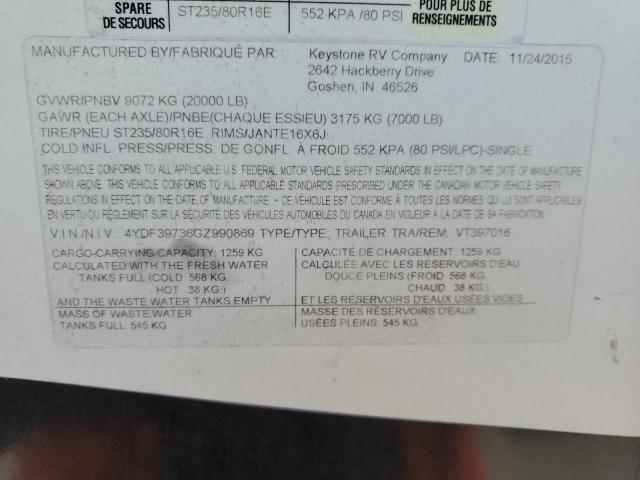 SPARE
DE SECOURS
ST235/80R16E
552 KPA /80 PSI
POUR PLUS DE
RENSEIGNEMENTS
MANUFACTURED BY/FABRIQUÉ PAR: Keystone RV Company DATE: 11/24/2015
2642 Hackberry Drive
Goshen, IN 46526
GVWR/PNBV 9072 KG (20000 LB)
GAWR (EACH AXLE)/PNBE(CHAQUE ESSIEU) 3175 KG (7000 LB)
TIRE/PNEU ST235/80R16E RIMS/JANTE16X6J
COLD INFL. PRESS/PRESS. DE GONFL. À FROID 552 KPA (80 PSI/LPC)-SINGLE
THIS VEHICLE CONFORMS TO ALL APPLICABLE U.S. FEDERAL MOTOR VEHICLE SAFETY STANDARDS IN EFFECT ON THE DATE OF MANUFACTURE
SHOWN ABOVE. THIS VEHICLE CONFORMS TO ALL APPLICABLE STANDARDS PRESCRIBED UNDER THE CANADIAN MOTOR VEHICLE SAFETY
REGULATIONS IN EFFECT ON THE DATE OF MANUFACTURE - CE VEHICULE EST CONFORME À TOUTES LES NORMES QUI LUI SONT APPLICABLES
EN VERTU DU RÈGLEMENT SUR LA SÉCURITÉ DES VÉHICULES AUTOMOBILES DU CANADA EN VIGUEUR À LA DATE DE SA FABRICATION.
V.I.N./N.I.V.: 4YDF39736GZ990869 TYPE/TYPE: TRAILER TRA/REM: VT397016
CARGO-CARRYING CAPACITY: 1259 KG
CALCULATED WITH THE FRESH WATER
TANKS FULL (COLD 568 KG,
HOT 38 KG.)
AND THE WASTE WATER TANKS EMPTY
MASS OF WASTE WATER
TANKS FULL: 545 KG
CAPACITÉ DE CHARGEMENT: 1259 KG
CALCULÉE AVEC LES RÉSERVOIRS D'EAU
DOUCE PLEINS (FROID 568 KG
CHAUD 38 KG.)
ET LES RÉSERVOIRS D'EAUX USÉES VIDES
MASSE DES RÉSERVOIRS D'EAUX
USÉES PLEINS: 545 KG